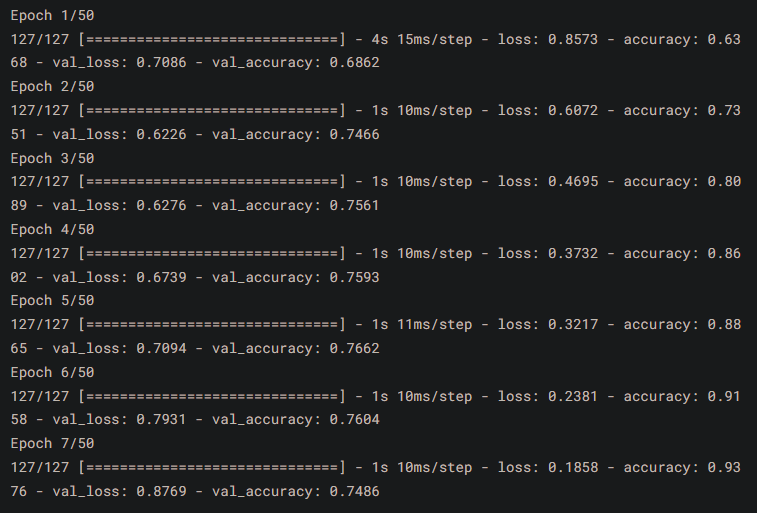 Epoch 1/50
127/127 [==============================] - 4s 15ms/step - loss: 0.8573 - accuracy: 0.63
68 - val_loss: 0.7086 - val_accuracy: 0.6862
Epoch 2/50
127/127 [==============================] - 1s 10ms/step - loss: 0.6072 - accuracy: 0.73
51 - val_loss: 0.6226 - val_accuracy: 0.7466
Epoch 3/50
127/127 [==============================] - 1s 10ms/step - loss: 0.4695 - accuracy: 0.80
89 - val_loss: 0.6276 - val_accuracy: 0.7561
Epoch 4/50
127/127 [==============================] - 1s 10ms/step - loss: 0.3732 - accuracy: 0.86
02 - val_loss: 0.6739 - val_accuracy: 0.7593
Epoch 5/50
127/127 [==============================] - 1s 11ms/step - loss: 0.3217 - accuracy: 0.88
65 - val_loss: 0.7094 - val_accuracy: 0.7662
Epoch 6/50
127/127 [==============================] - 1s 10ms/step - loss: 0.2381 - accuracy: 0.91
58 - val_loss: 0.7931 - val_accuracy: 0.7604
Epoch 7/50
127/127 [==============================] - 1s 10ms/step - loss: 0.1858 - accuracy: 0.93
76 - val_loss: 0.8769 - val_accuracy: 0.7486